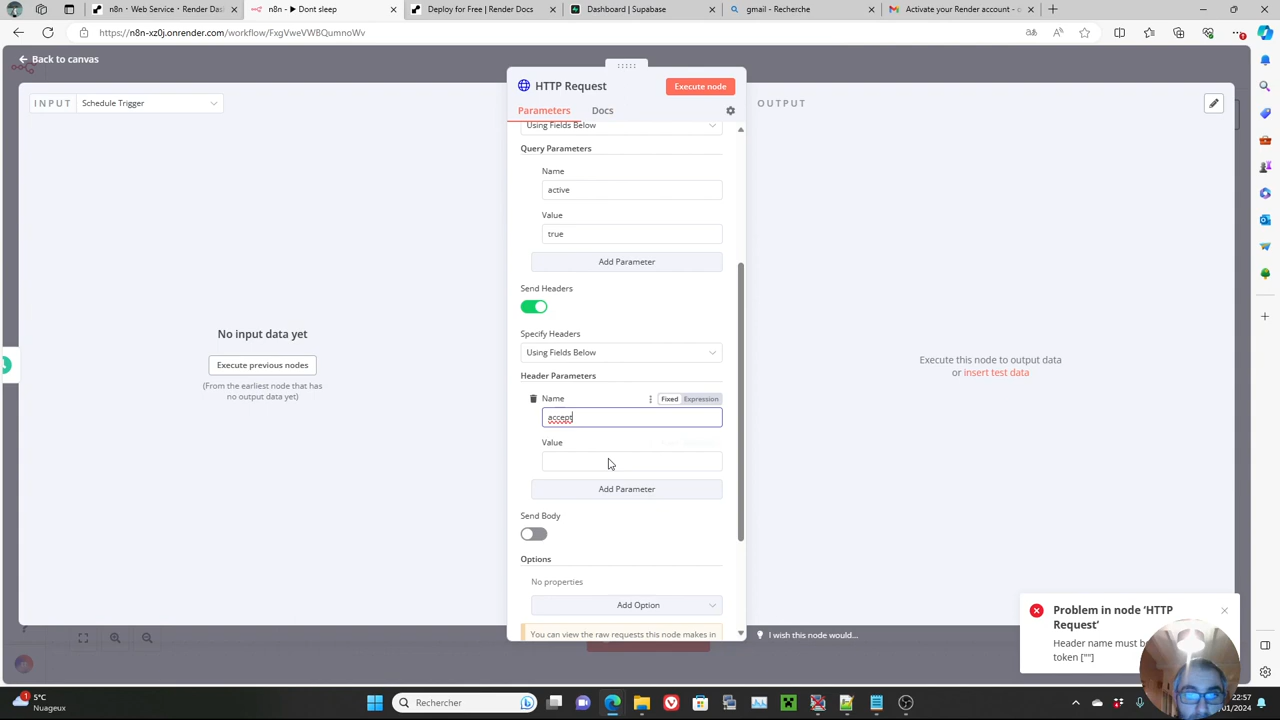 n8n · Web Service · Render Das
n8n - ▶ Dont sleep
Deploy for Free | Render Docs
Dashboard | Supabase
gmail - Recherche
Activate your Render account - c
https://n8n-xz0j.onrender.com/workflow/FxgVweVWBQumnoWv
Back to canvas
INPUT
Schedule Trigger
HTTP Request
Execute node
OUTPUT
Parameters
Docs
Using Fields Below
Query Parameters
Name
active
Value
true
Add Parameter
Send Headers
Specify Headers
Using Fields Below
Header Parameters
Name
Fixed
Expression
accept
Value
Add Parameter
Send Body
Options
No properties
Add Option
You can view the raw requests this node makes in
No input data yet
Execute previous nodes
(From the earliest node that has
no output data yet)
Execute this node to output data
or insert test data
I wish this node would...
Problem in node ‘HTTP
Request‘
Header name must be
token [""]
1
5°C
Nuageux
Rechercher
22:57
/01/2024